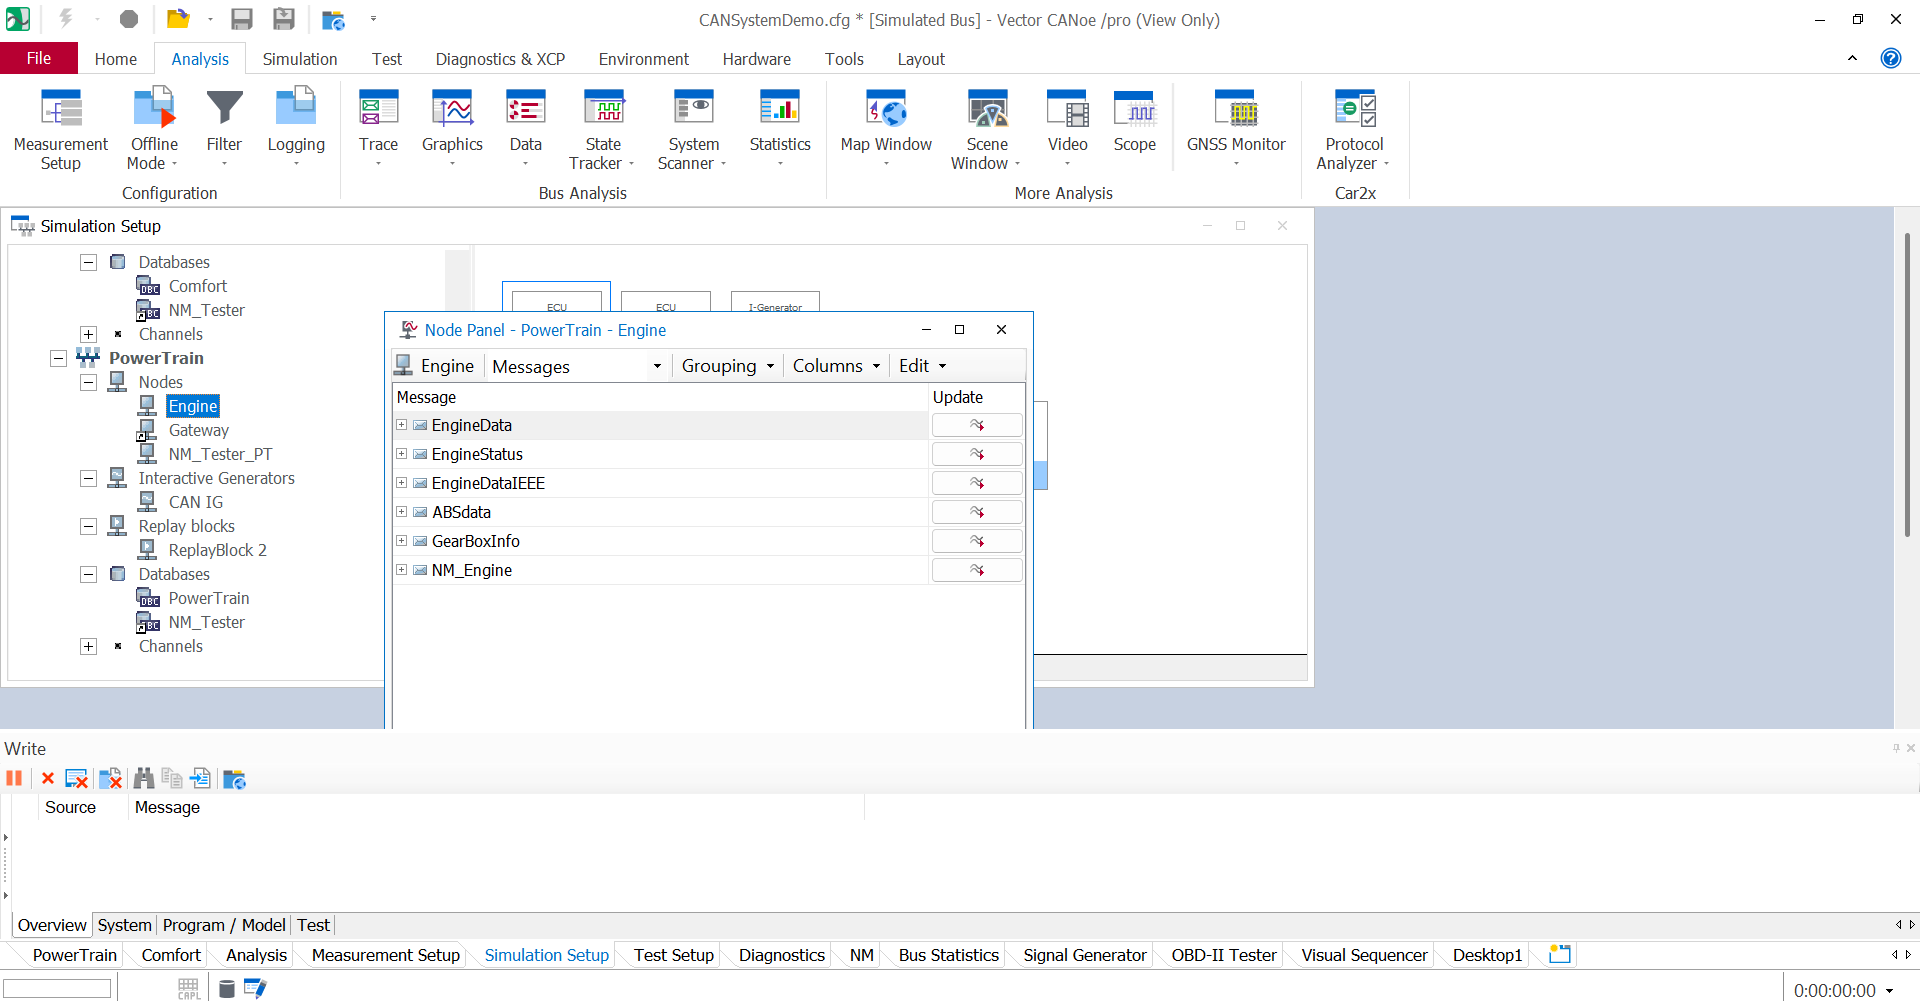 CANSystemDemo.cfg * [Simulated Bus] - Vector CANoe /pro (View Only)
File Home Analysis Simulation Test Diagnostics & XCP Environment Hardware Tools Layout
Measurement Setup
Offline Mode
Filter
Logging
Trace
Graphics
Data
State Tracker
System Scanner
Statistics
Map Window
Scene Window
Video
Scope
GNSS Monitor
Protocol Analyzer
Configuration Bus Analysis More Analysis Car2x
Simulation Setup
Databases
DBC Comfort
DBC NM_Tester
Channels
PowerTrain
Nodes
Engine
Gateway
NM_Tester_PT
Interactive Generators
CAN IG
Replay blocks
ReplayBlock 2
Databases
DBC PowerTrain
DBC NM_Tester
Channels
ECU ECU I-Generator
Node Panel - PowerTrain - Engine
Engine Messages Grouping Columns Edit
Message Update
EngineData
EngineStatus
EngineDataIEEE
ABSdata
GearBoxInfo
NM_Engine
Write
Source Message
Overview System Program / Model Test
PowerTrain Comfort Analysis Measurement Setup Simulation Setup Test Setup Diagnostics NM Bus Statistics Signal Generator OBD-II Tester Visual Sequencer Desktop1
CAPL 0:00:00:00